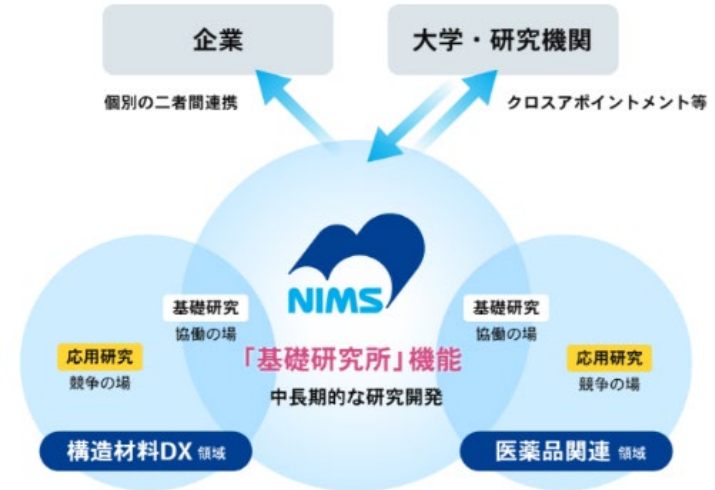 企業
大学・研究機関
個別の二者間連携
クロスアポイントメント等
NIMS
基礎研究
協働の場
基礎研究
協働の場
「基礎研究所」機能
中長期的な研究開発
応用研究
競争の場
応用研究
競争の場
構造材料DX 領域
医薬品関連 領域